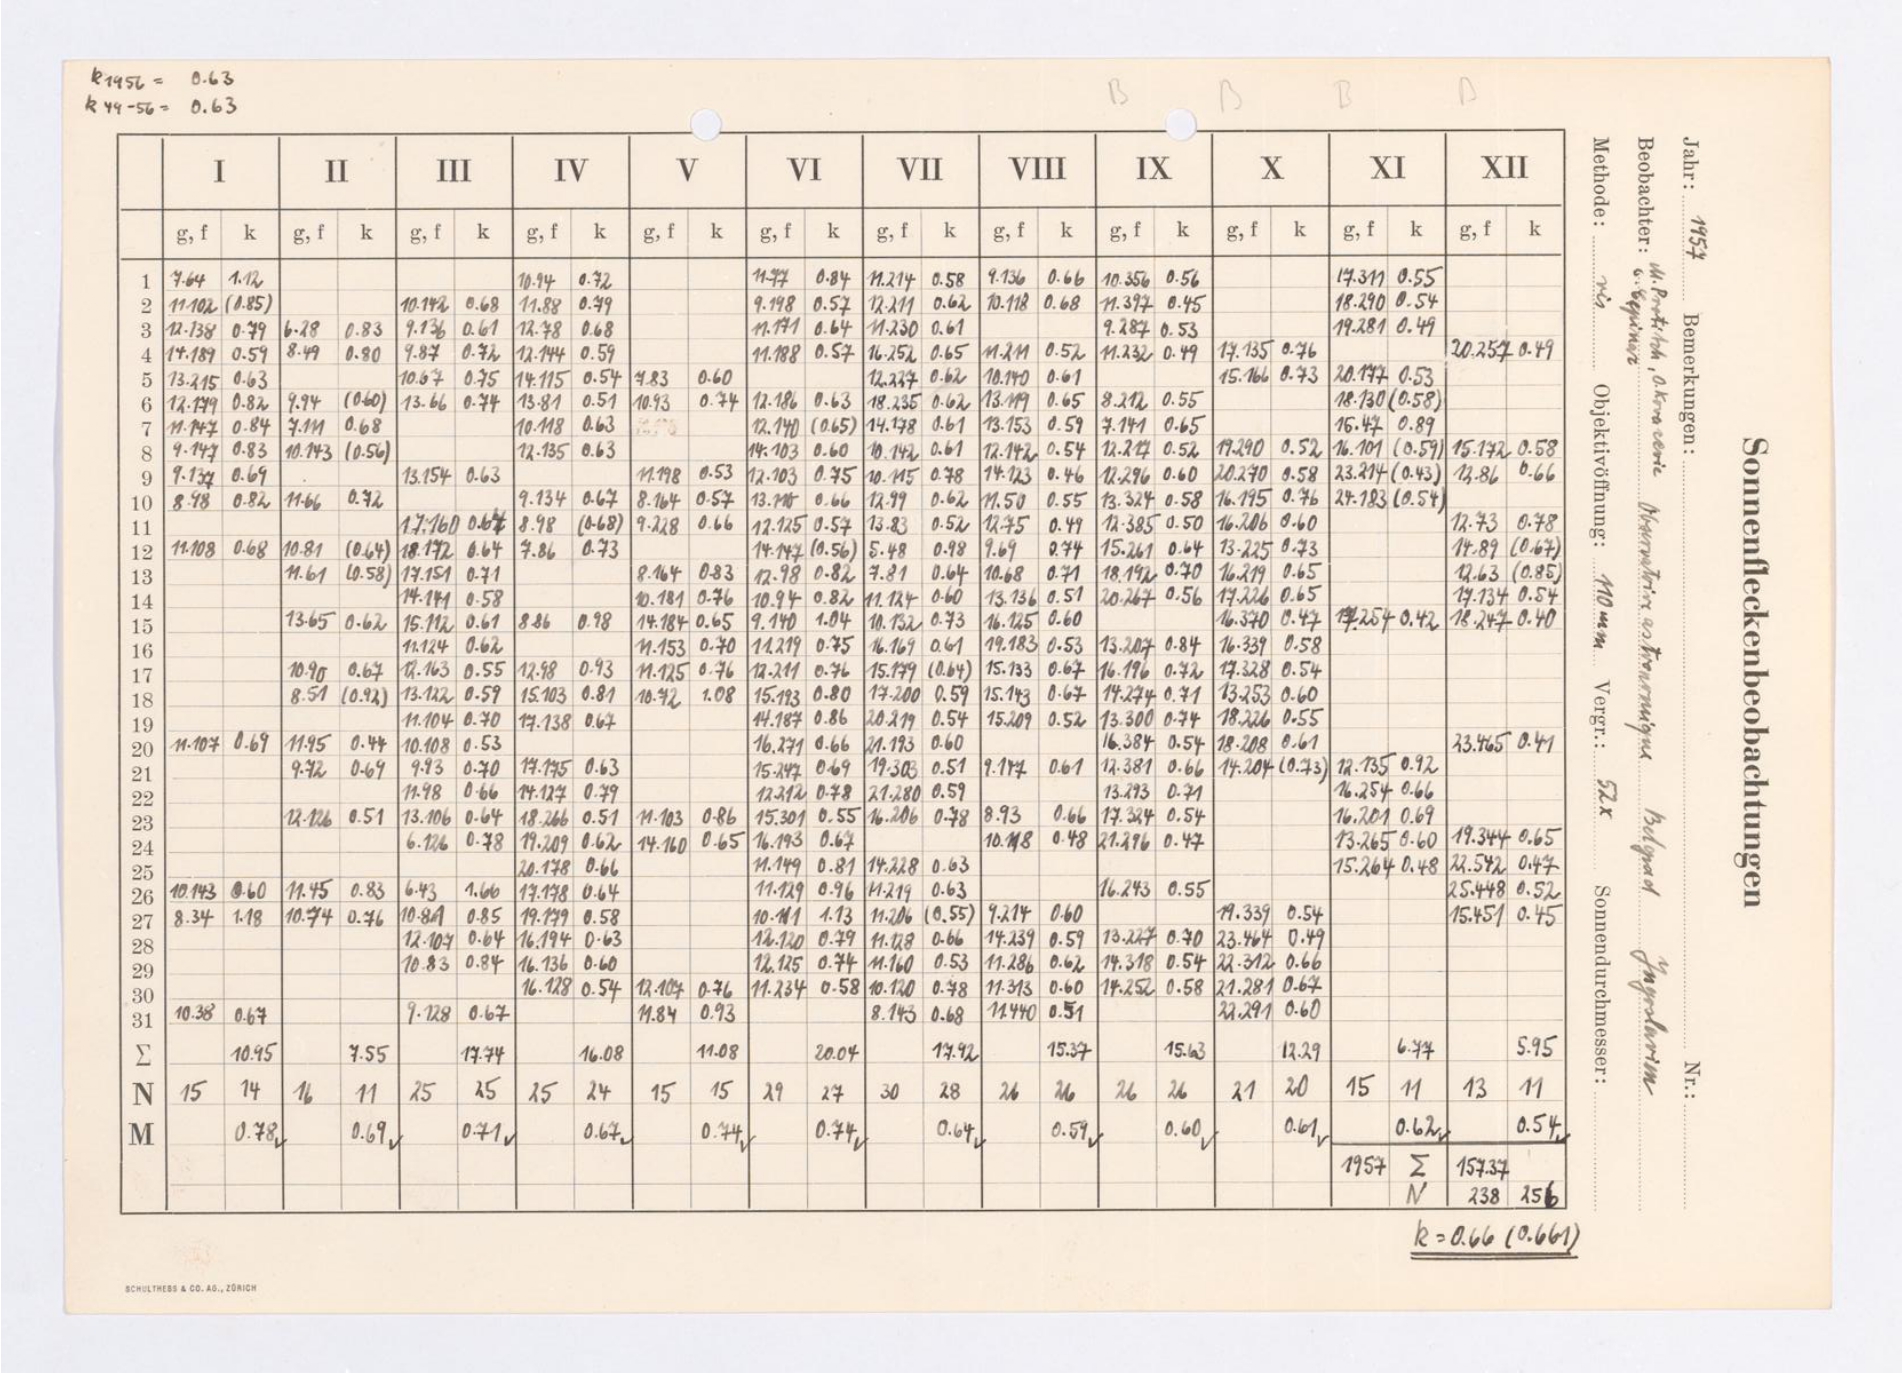 k 1956 = 0.63
k 49-56 = 0.63
B B B B
I II III IV V VI VII VIII IX X XI XII
g, f k g, f k g, f k g, f k g, f k g, f k g, f k g, f k g, f k g, f k g, f k g, f k
1 7.64 1.12 10.94 0.72 11.77 0.84 11.214 0.58 9.136 0.66 10.356 0.56 17.311 0.55
2 11.102 (0.85) 10.142 0.68 11.88 0.79 9.198 0.57 12.211 0.62 10.118 0.68 11.397 0.45 18.290 0.54
3 12.138 0.79 6.28 0.83 9.136 0.61 12.78 0.68 11.171 0.64 11.230 0.61 9.287 0.53 19.281 0.49
4 14.189 0.59 8.49 0.80 9.87 0.72 12.144 0.59 11.188 0.57 16.252 0.65 11.211 0.52 11.232 0.49 17.135 0.76 20.257 0.49
5 13.215 0.63 10.67 0.75 14.115 0.54 7.83 0.60 12.227 0.62 10.140 0.61 15.166 0.73 20.177 0.53
6 12.179 0.82 9.94 (0.60) 13.66 0.74 13.81 0.51 10.93 0.74 12.186 0.63 18.235 0.62 13.119 0.65 8.212 0.55 18.130 (0.58)
7 11.147 0.84 7.111 0.68 10.118 0.63 12.140 (0.65) 14.178 0.61 13.153 0.59 7.141 0.65 16.47 0.89
8 9.147 0.83 10.143 (0.56) 12.135 0.63 14.103 0.60 10.142 0.61 12.142 0.54 12.217 0.52 19.290 0.52 16.101 (0.59) 15.172 0.58
9 9.137 0.69 13.154 0.63 11.198 0.53 12.103 0.75 10.115 0.78 14.123 0.46 12.296 0.60 20.270 0.58 23.214 (0.43) 12.86 0.66
10 8.98 0.82 11.66 0.72 9.134 0.67 8.164 0.57 13.110 0.66 12.99 0.62 11.50 0.55 13.324 0.58 16.195 0.76 24.183 (0.54)
11 17.160 0.67 8.98 (0.68) 9.228 0.66 12.125 0.57 13.83 0.52 12.75 0.49 12.385 0.50 16.206 0.60 12.73 0.78
12 11.108 0.68 10.81 (0.64) 18.172 0.64 7.86 0.73 14.147 (0.56) 5.48 0.98 9.69 0.74 15.261 0.64 13.225 0.73 14.89 (0.67)
13 11.61 (0.58) 17.151 0.71 8.164 0.83 12.98 0.82 7.81 0.64 10.68 0.71 18.192 0.70 16.219 0.65 12.63 (0.85)
14 14.141 0.58 10.181 0.76 10.94 0.82 11.124 0.60 13.136 0.51 20.267 0.56 17.226 0.65 17.134 0.54
15 13.65 0.62 15.112 0.61 8.86 0.98 14.184 0.65 9.140 1.04 10.132 0.73 16.125 0.60 16.370 0.47 17.254 0.42 18.247 0.40
16 11.124 0.62 11.153 0.70 11.219 0.75 16.169 0.61 19.183 0.53 13.207 0.84 16.339 0.58
17 10.90 0.67 12.163 0.55 12.98 0.93 11.125 0.76 12.211 0.76 15.179 (0.64) 15.133 0.67 16.196 0.72 17.328 0.54
18 8.51 (0.92) 13.122 0.59 15.103 0.81 10.72 1.08 15.193 0.80 17.200 0.59 15.143 0.67 14.274 0.71 13.253 0.60
19 11.104 0.70 17.138 0.67 14.187 0.86 20.219 0.54 15.209 0.52 13.300 0.74 18.226 0.55
20 11.107 0.69 11.95 0.44 10.108 0.53 16.271 0.66 21.193 0.60 16.384 0.54 18.208 0.61 23.465 0.41
21 9.72 0.69 9.93 0.70 17.175 0.63 15.247 0.69 19.303 0.51 9.147 0.61 12.381 0.66 14.204 (0.73) 12.135 0.92
22 11.98 0.66 14.127 0.79 12.212 0.78 21.280 0.59 13.293 0.71 16.254 0.66
23 12.126 0.51 13.106 0.64 18.266 0.51 11.103 0.86 15.301 0.55 16.206 0.78 8.93 0.66 17.324 0.54 16.201 0.69
24 6.126 0.78 19.209 0.62 14.160 0.65 16.193 0.67 10.118 0.48 21.296 0.47 13.265 0.60 19.344 0.65
25 20.178 0.66 11.149 0.81 14.228 0.63 15.264 0.48 22.542 0.47
26 10.143 0.60 11.45 0.83 6.43 1.66 17.178 0.64 11.129 0.96 11.219 0.63 16.243 0.55 25.448 0.52
27 8.34 1.18 10.74 0.76 10.81 0.85 19.179 0.58 10.111 1.13 11.206 (0.55) 9.214 0.60 19.339 0.54 15.451 0.45
28 12.107 0.64 16.194 0.63 12.120 0.79 11.128 0.66 14.239 0.59 13.227 0.70 23.464 0.49
29 10.83 0.84 16.136 0.60 12.125 0.74 11.160 0.53 11.286 0.62 14.318 0.54 22.312 0.66
30 16.128 0.54 12.107 0.76 11.234 0.58 10.120 0.78 11.313 0.60 14.252 0.58 21.281 0.67
31 10.38 0.67 9.128 0.67 11.84 0.93 8.143 0.68 11.440 0.51 22.291 0.60
Σ 10.95 7.55 17.74 16.08 11.08 20.04 17.92 15.37 15.63 12.29 6.77 5.95
N 15 14 16 11 25 25 25 24 15 15 29 27 30 28 26 26 26 26 21 20 15 11 13 11
M 0.78 0.69 0.71 0.67 0.74 0.74 0.64 0.59 0.60 0.61 0.62 0.54
1957 Σ 157.37
N 238 256
k = 0.66 (0.661)
SCHULTHESS & CO. AG., ZÜRICH
Sonnenfleckenbeobachtungen
Jahr: 1957 Bemerkungen: Nr.:
Beobachter: M. Protitch, Observatoire astronomique Belgrad Jugoslavien
Methode: vis Objektivöffnung: 110 mm Vergr.: 52x Sonnendurchmesser: